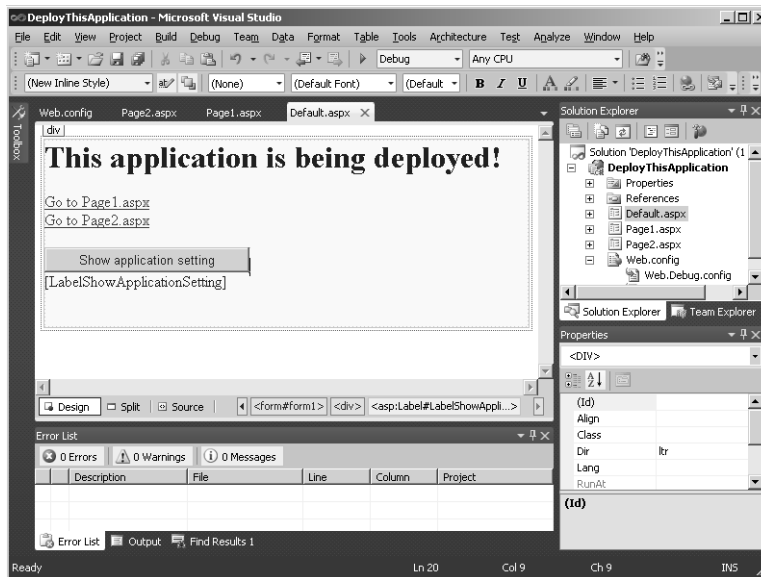 DeployThisApplication - Microsoft Visual Studio
File Edit View Project Build Debug Team Data Format Table Tools Architecture Test Analyze Window Help
Debug Any CPU
(New Inline Style) (None) (Default Font) (Default B I U A
Toolbox
Web.config Page2.aspx Page1.aspx Default.aspx
div
This application is being deployed!
Go to Page1.aspx
Go to Page2.aspx
Show application setting
[LabelShowApplicationSetting]
Design Split Source <form#form1> <div> <asp:Label#LabelShowAppli...>
Error List
0 Errors 0 Warnings 0 Messages
Description File Line Column Project
Error List Output Find Results 1
Solution Explorer
Solution 'DeployThisApplication' (1
DeployThisApplication
Properties
References
Default.aspx
Page1.aspx
Page2.aspx
Web.config
Web.Debug.config
Solution Explorer Team Explorer
Properties
<DIV>
(Id)
Align
Class
Dir ltr
Lang
RunAt
(Id)
Ready Ln 20 Col 9 Ch 9 INS